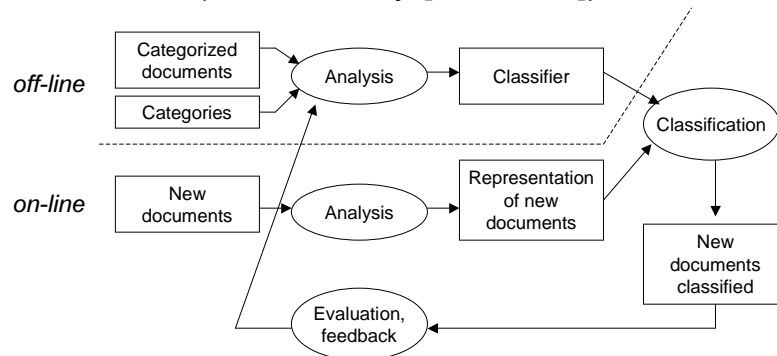 Categorized
documents
Categories
off-line
Analysis
Classifier
Classification
on-line
New
documents
Analysis
Representation
of new
documents
New
documents
classified
Evaluation,
feedback